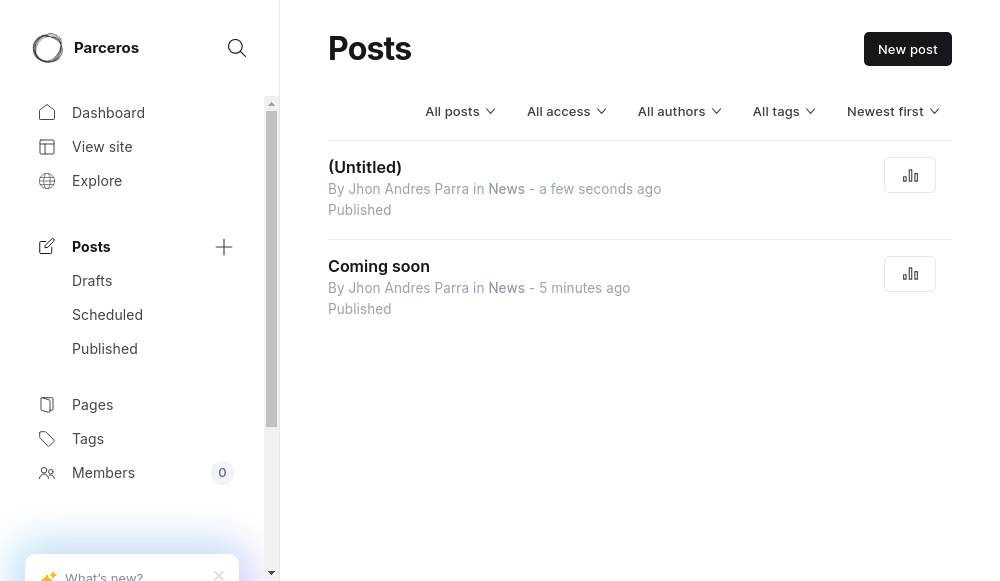 Parceros
Dashboard
View site
Explore
Posts
Drafts
Scheduled
Published
Pages
Tags
Members 0
What's new?
Posts
New post
All posts All access All authors All tags Newest first
(Untitled)
By Jhon Andres Parra in News - a few seconds ago
Published
Coming soon
By Jhon Andres Parra in News - 5 minutes ago
Published